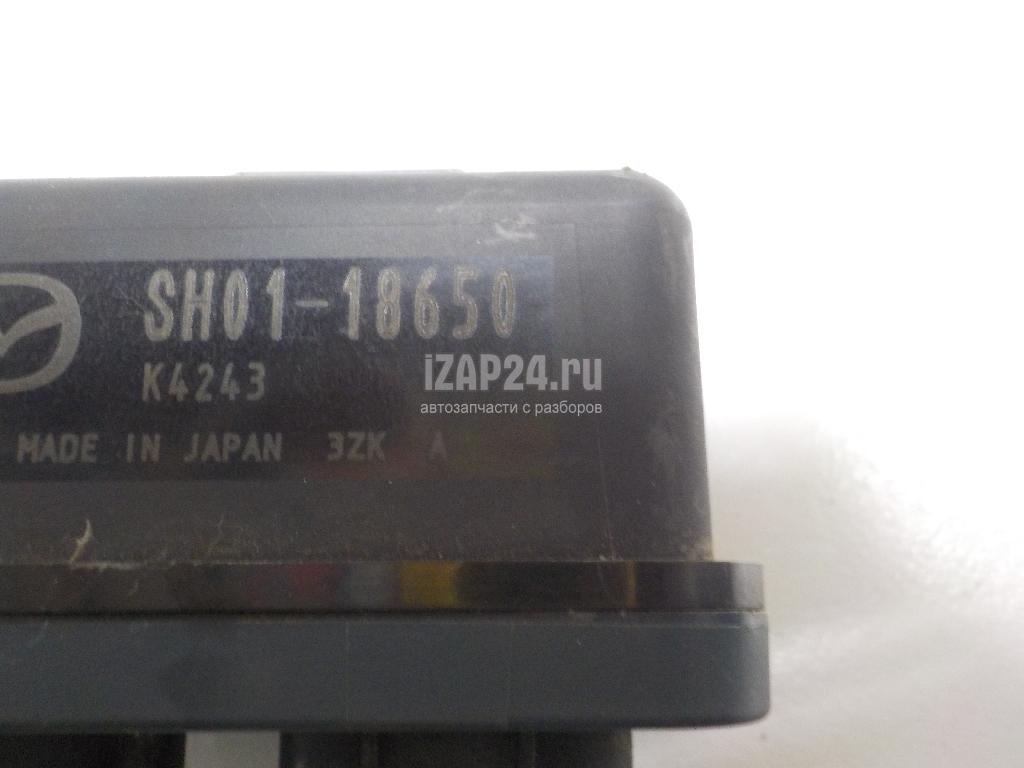 SH01-18650
K4243
iZAP24.ru
автозапчасти с разборов
MADE IN JAPAN 3ZK A